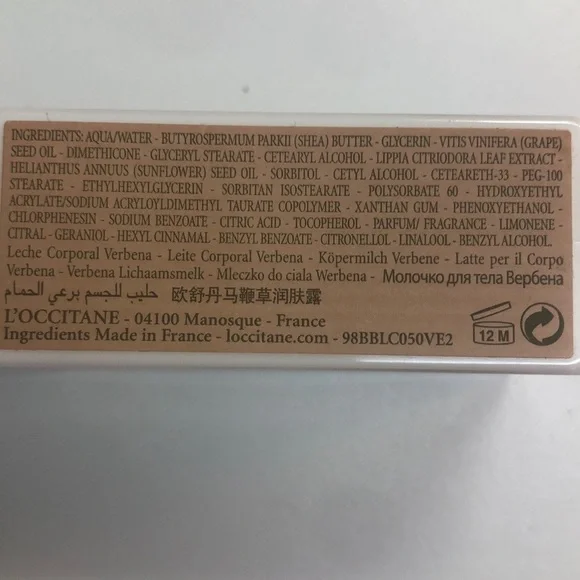 INGREDIENTS: AQUA/WATER - BUTYROSPERMUM PARKII (SHEA) BUTTER - GLYCERIN - VITIS VINIFERA (GRAPE)
SEED OIL - DIMETHICONE - GLYCERYL STEARATE - CETEARYL ALCOHOL - LIPPIA CITRIODORA LEAF EXTRACT -
HELIANTHUS ANNUUS (SUNFLOWER) SEED OIL - SORBITOL - CETYL ALCOHOL - CETEARETH-33 - PEG-100
STEARATE - ETHYLHEXYLGLYCERIN - SORBITAN ISOSTEARATE - POLYSORBATE 60 - HYDROXYETHYL
ACRYLATE/SODIUM ACRYLOYLDIMETHYL TAURATE COPOLYMER - XANTHAN GUM - PHENOXYETHANOL -
CHLORPHENESIN - SODIUM BENZOATE - CITRIC ACID - TOCOPHEROL - PARFUM/ FRAGRANCE - LIMONENE -
CITRAL - GERANIOL - HEXYL CINNAMAL - BENZYL BENZOATE - CITRONELLOL - LINALOOL - BENZYL ALCOHOL.
Leche Corporal Verbena - Leite Corporal Verbena - Köpermilch Verbene - Latte per il Corpo
Verbena - Verbena Lichaamsmelk - Mleczko do ciala Werbena - Молочко для тела Вербена
حليب للجسم برعي الحمام 欧舒丹马鞭草润肤露
L'OCCITANE - 04100 Manosque - France
Ingredients Made in France - loccitane.com - 98BBLC050VE2
12 M